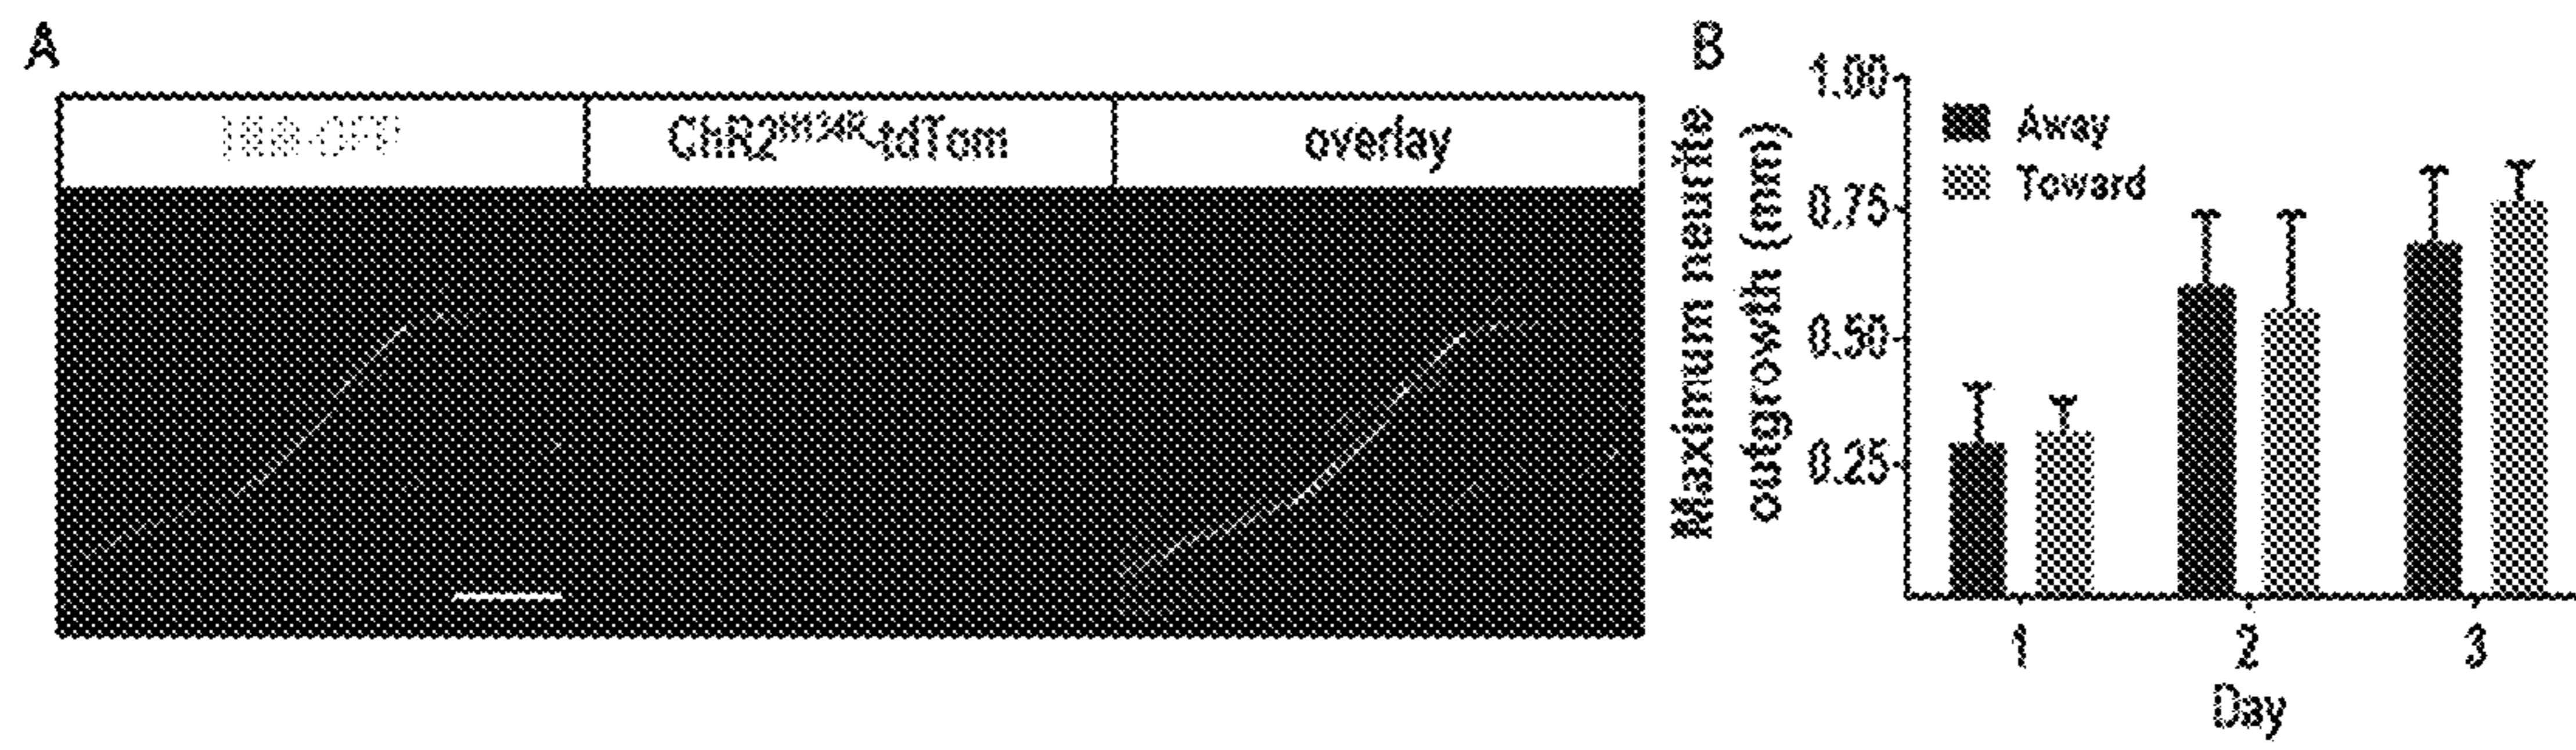 A
ChR2H134R-tdTom
overlay
B
Maximum neurite
outgrowth (mm)
1.00
0.75
0.50
0.25
Away
Toward
1
2
3
Day